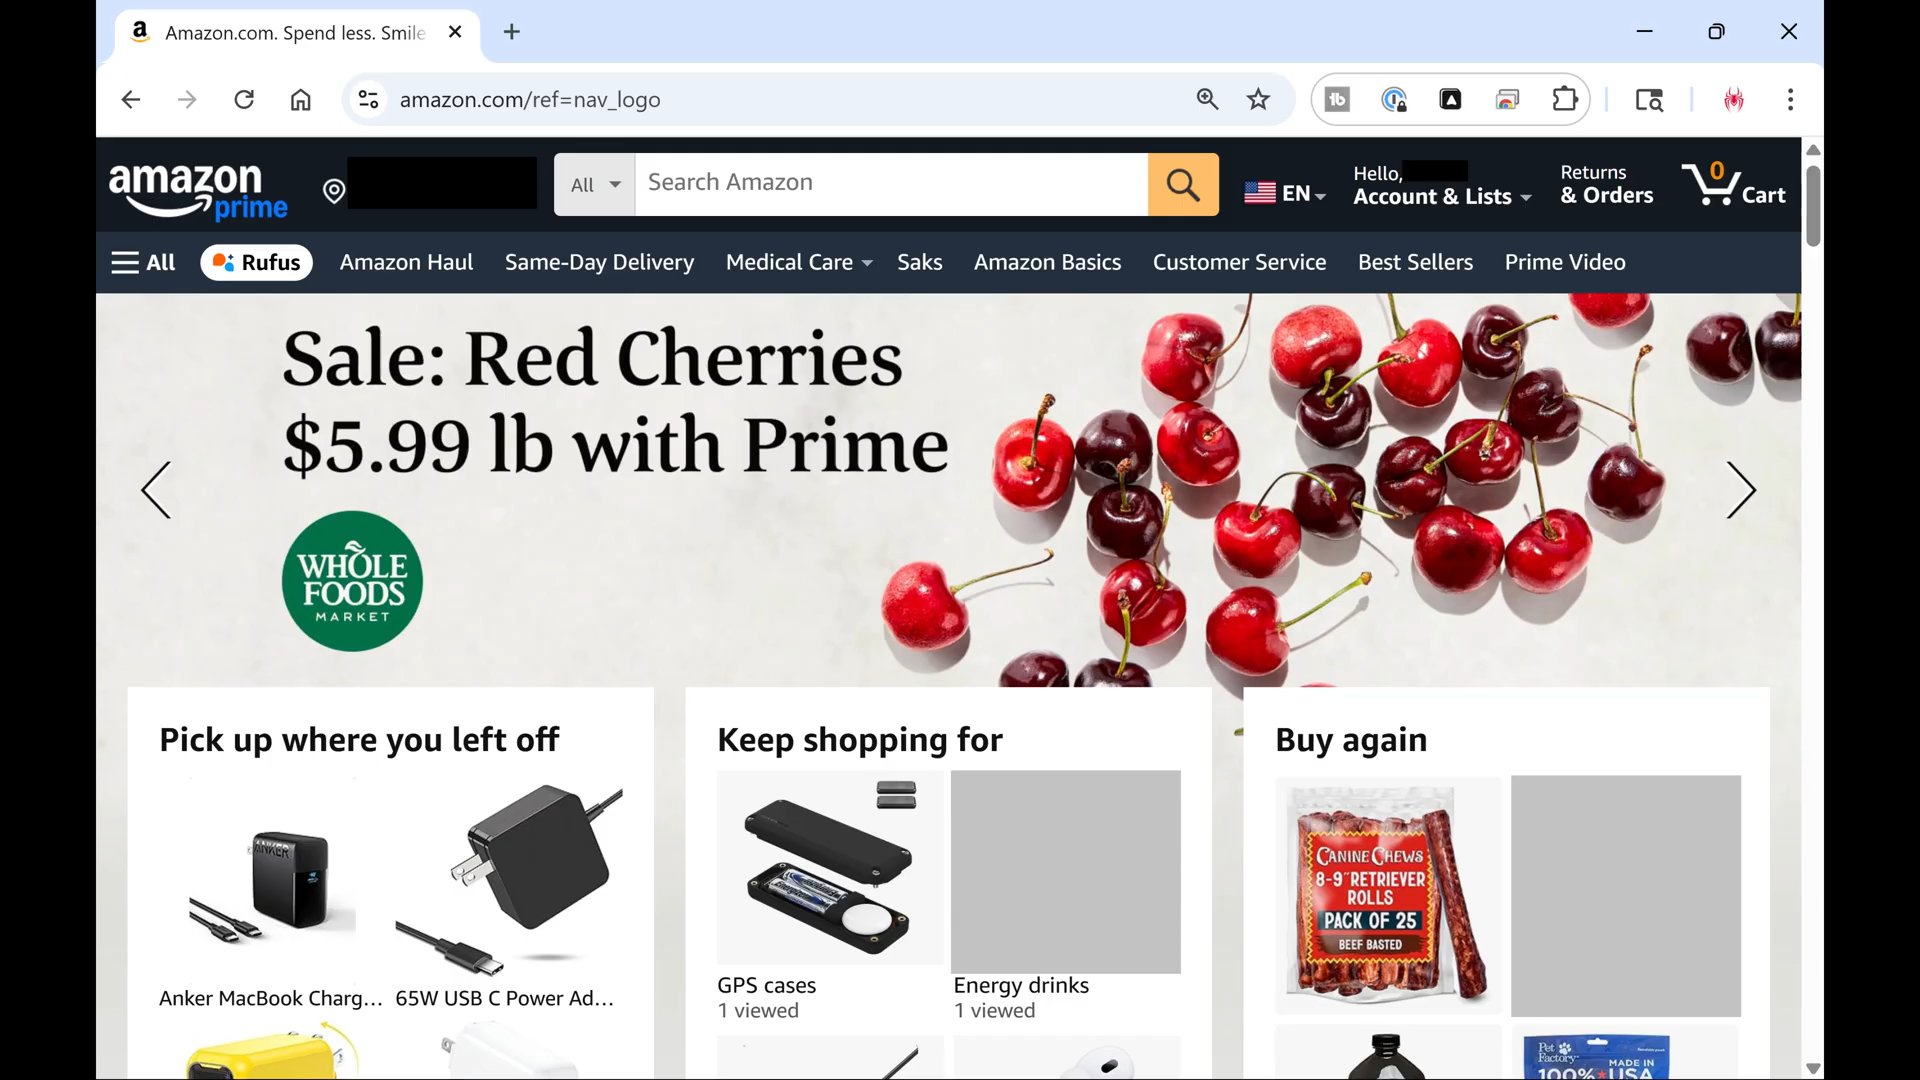 Amazon.com. Spend less. Smile
amazon.com/ref=nav_logo
amazon prime
All
Search Amazon
EN
Hello,
Account & Lists
Returns
& Orders
0
Cart
All
Rufus
Amazon Haul
Same-Day Delivery
Medical Care
Saks
Amazon Basics
Customer Service
Best Sellers
Prime Video
Sale: Red Cherries
$5.99 lb with Prime
WHOLE
FOODS
MARKET
Pick up where you left off
ANKER
Anker MacBook Charg...
65W USB C Power Ad...
Keep shopping for
GPS cases
1 viewed
Energy drinks
1 viewed
Buy again
CANINE CHEWS
8-9" RETRIEVER
ROLLS
PACK OF 25
BEEF BASTED
Pet
Factory
MADE IN
100% USA